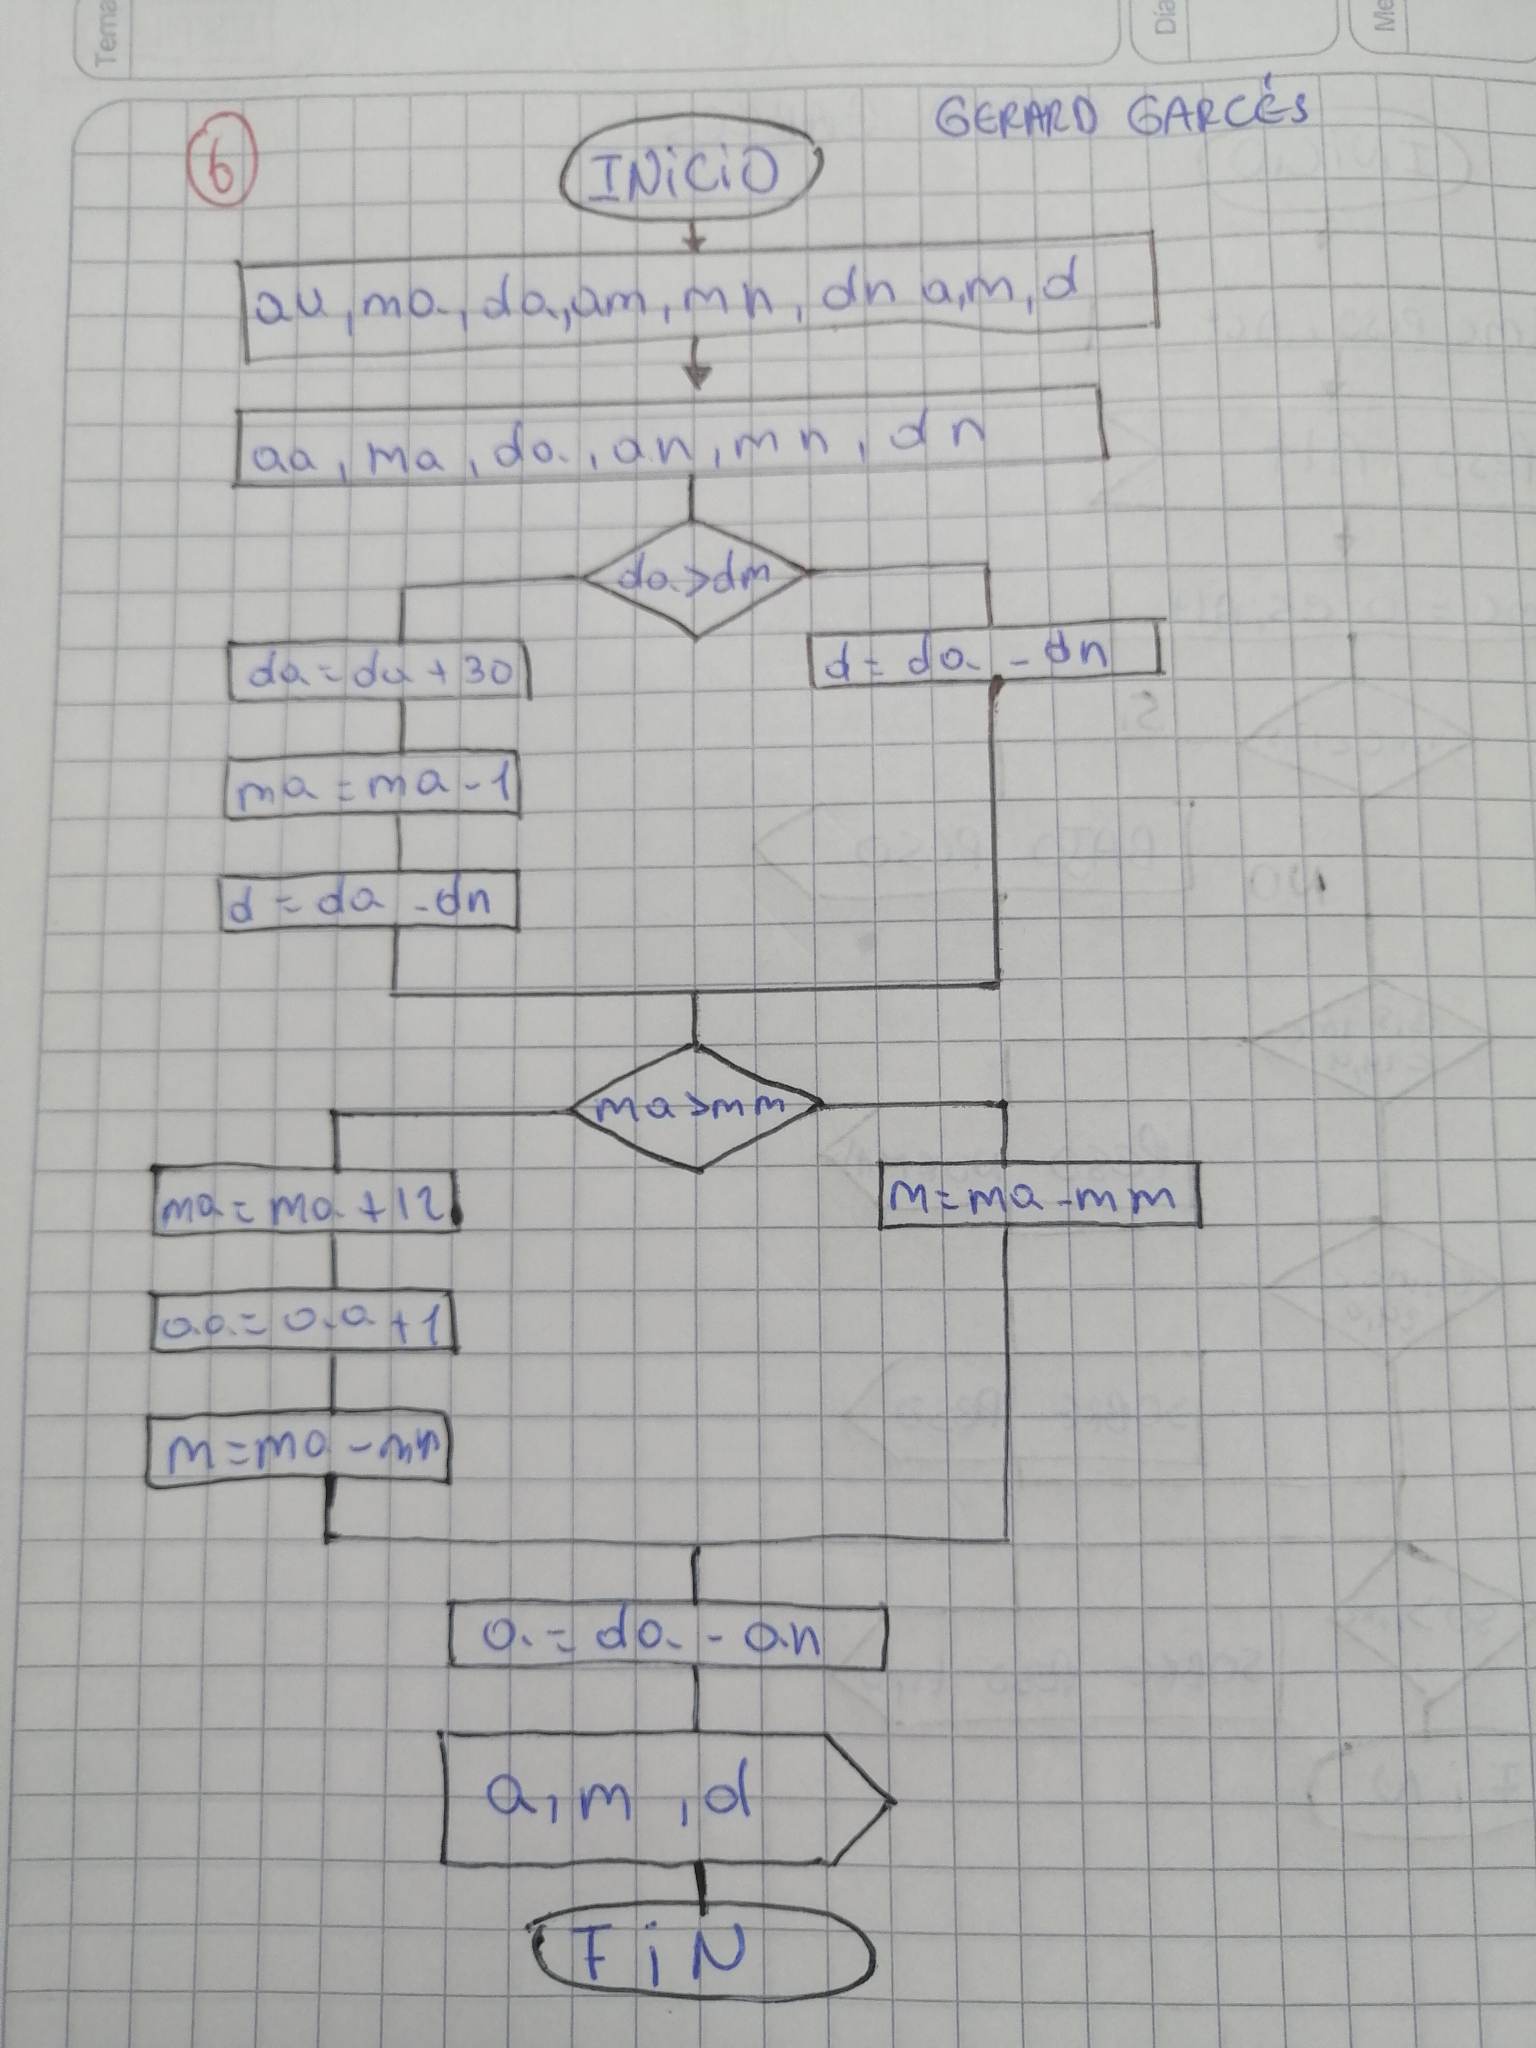 Tema
Día
Me
GERARD GARCÉS
6
INICIO
au, ma, da, am, mn, dn a, m, d
aa, ma, da, an, mn, dn
da>dm
da = da + 30
d = da - dn
ma = ma - 1
d = da - dn
ma>mm
ma = ma + 12
m = ma - mm
aa = aa + 1
m = ma - mn
a = da - an
a, m, d
FIN